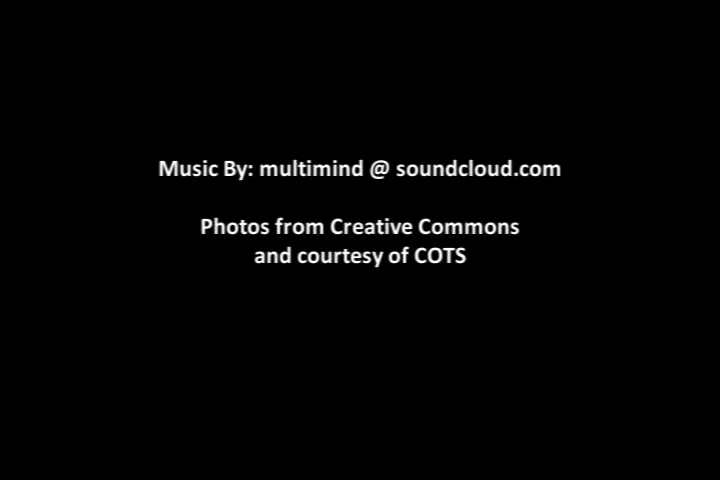 Music By: multimind @ soundcloud.com
Photos from Creative Commons
and courtesy of COTS